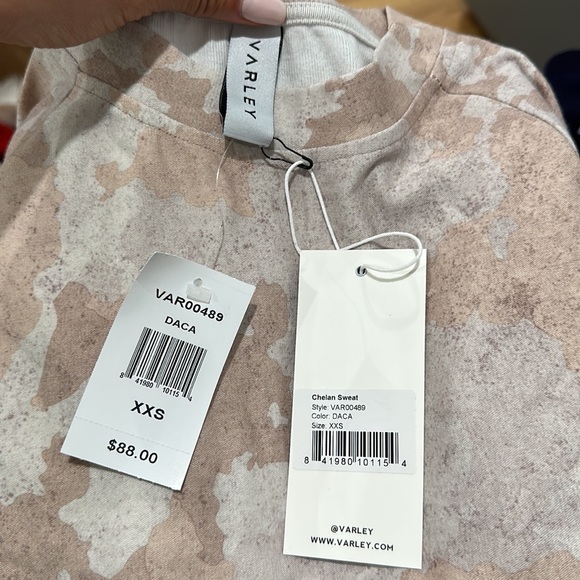 VARLEY
VAR00489
DACA
8 41980 10115 4
XXS
$88.00
Chelan Sweat
Style: VAR00489
Color: DACA
Size: XXS
8 41980 10115 4
@VARLEY
WWW.VARLEY.COM